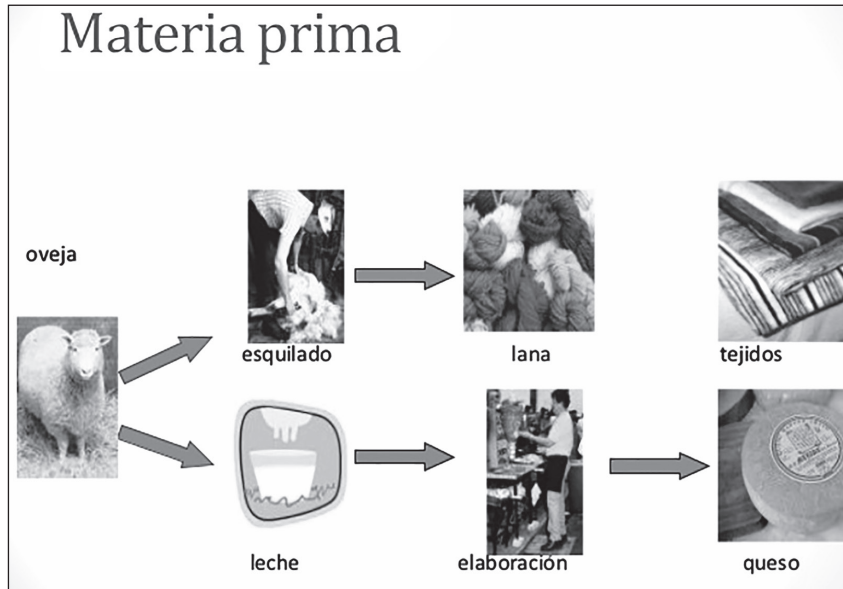 Materia prima
oveja
esquilado
lana
tejidos
leche
elaboración
queso